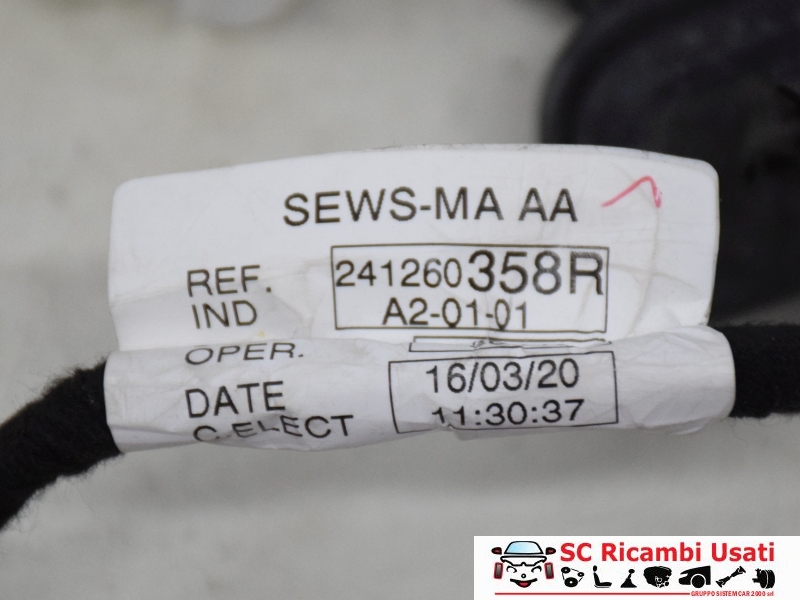 SEWS-MA AA
REF. 241260358R
IND A2-01-01
OPER.
DATE 16/03/20
C.ELECT 11:30:37
SC Ricambi Usati
GRUPPO SISTEMCAR 2000 srl